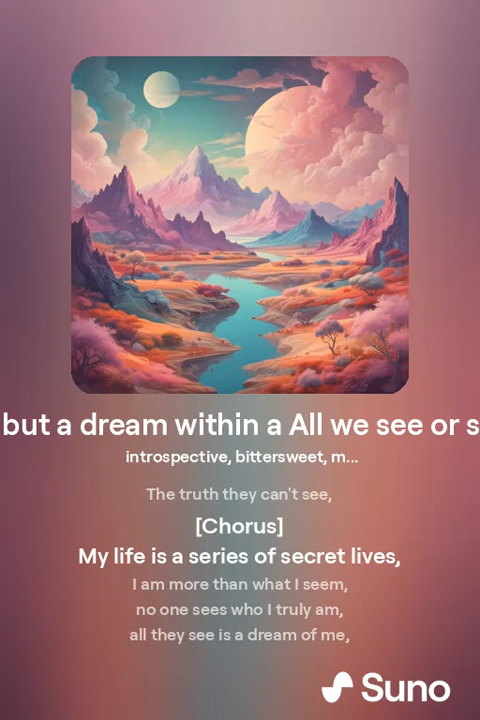 but a dream within a All we see or s
introspective, bittersweet, m...
The truth they can't see,
[Chorus]
My life is a series of secret lives,
I am more than what I seem,
no one sees who I truly am,
all they see is a dream of me,
Suno